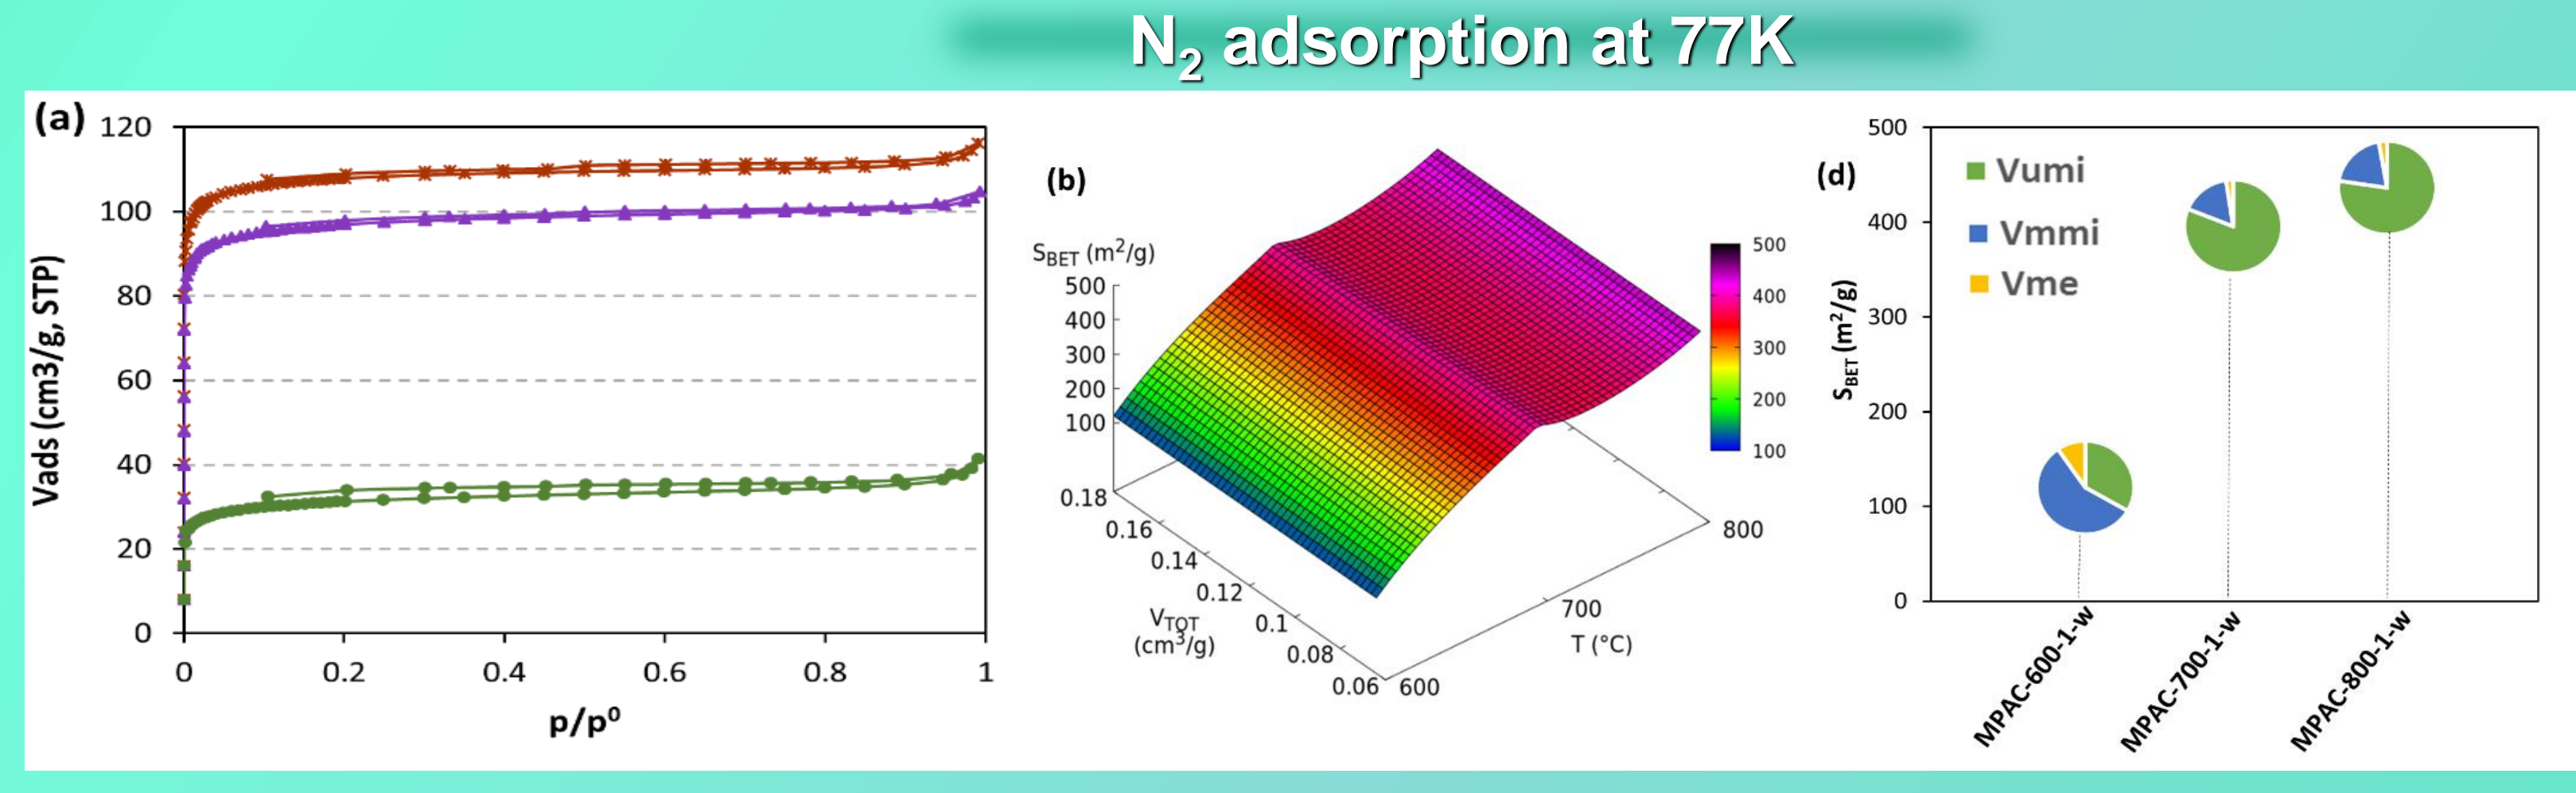 N₂ adsorption at 77K
(a)
120
100
80
60
40
20
0
Vads (cm3/g, STP)
0 0.2 0.4 0.6 0.8 1
p/p⁰
(b)
S_BET (m²/g)
500
400
300
200
100
0.18
0.16
0.14
0.12
0.1
0.08
0.06
V_TOT
(cm³/g)
600
700
800
T (°C)
500
400
300
200
100
(d)
500
400
300
200
100
0
S_BET (m²/g)
Vumi
Vmmi
Vme
MPAC-600-1-w
MPAC-700-1-w
MPAC-800-1-w